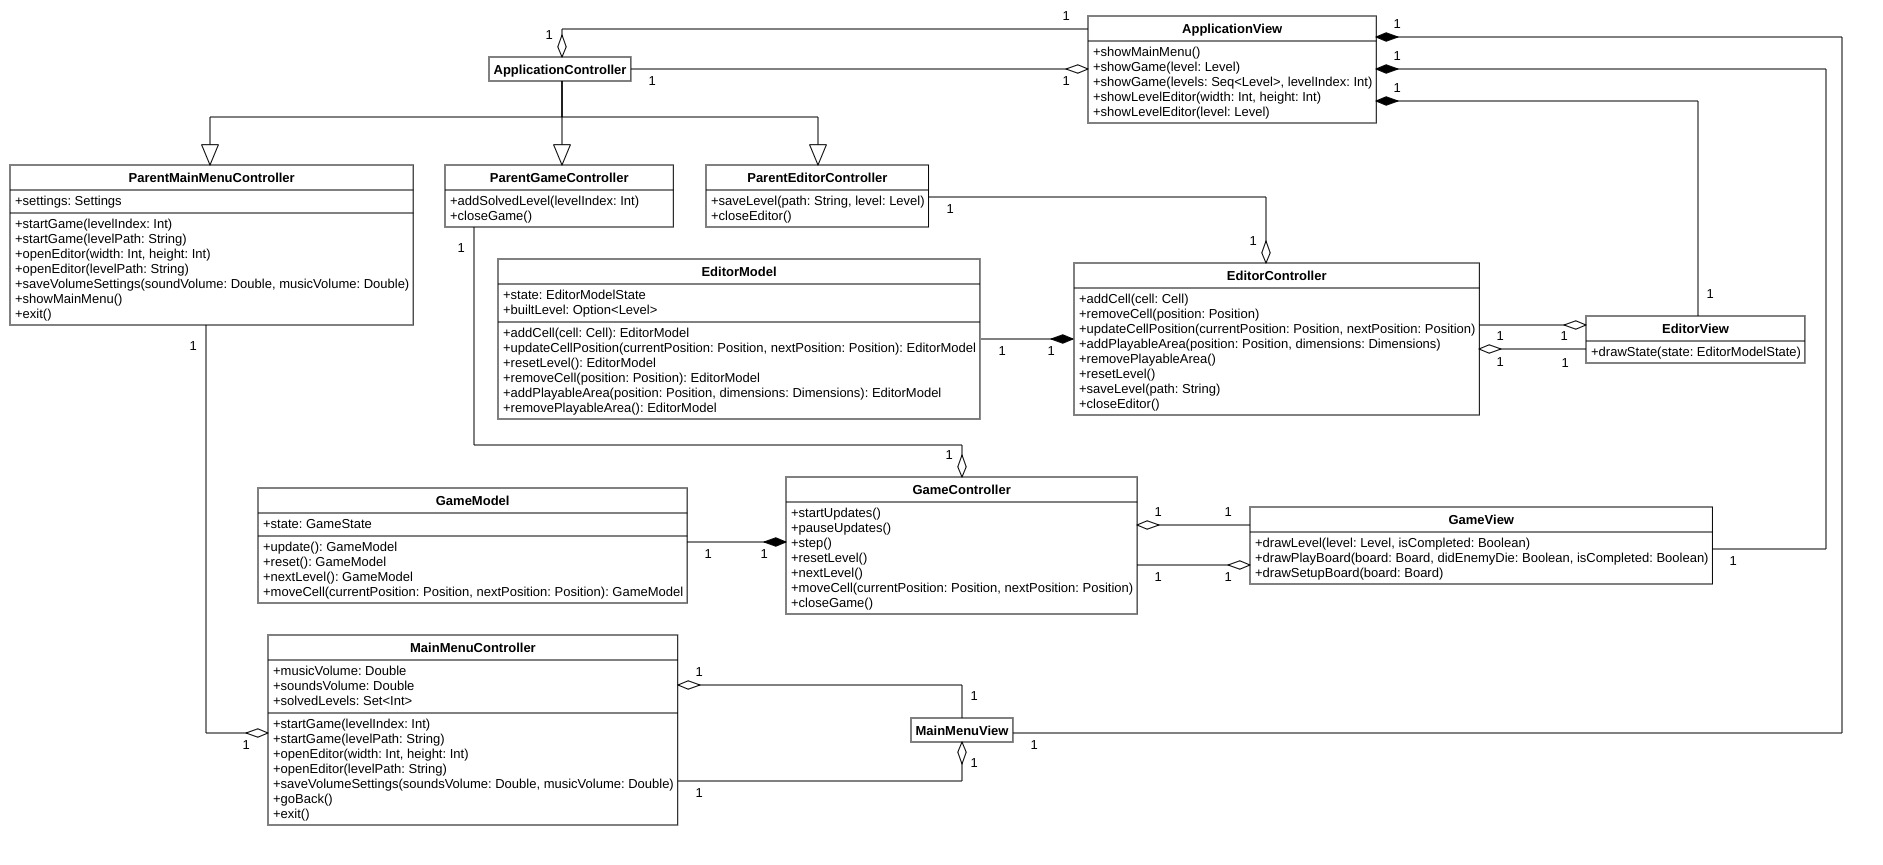 ApplicationView
+showMainMenu()
+showGame(level: Level)
+showGame(levels: Seq<Level>, levelIndex: Int)
+showLevelEditor(width: Int, height: Int)
+showLevelEditor(level: Level)
1
1
1
1
1
1
1
1
ApplicationController
1
ParentMainMenuController
+settings: Settings
+startGame(levelIndex: Int)
+startGame(levelPath: String)
+openEditor(width: Int, height: Int)
+openEditor(levelPath: String)
+saveVolumeSettings(soundVolume: Double, musicVolume: Double)
+showMainMenu()
+exit()
1
ParentGameController
+addSolvedLevel(levelIndex: Int)
+closeGame()
1
ParentEditorController
+saveLevel(path: String, level: Level)
+closeEditor()
1
EditorModel
+state: EditorModelState
+builtLevel: Option<Level>
+addCell(cell: Cell): EditorModel
+updateCellPosition(currentPosition: Position, nextPosition: Position): EditorModel
+resetLevel(): EditorModel
+removeCell(position: Position): EditorModel
+addPlayableArea(position: Position, dimensions: Dimensions): EditorModel
+removePlayableArea(): EditorModel
1
1
EditorController
+addCell(cell: Cell)
+removeCell(position: Position)
+updateCellPosition(currentPosition: Position, nextPosition: Position)
+addPlayableArea(position: Position, dimensions: Dimensions)
+removePlayableArea()
+resetLevel()
+saveLevel(path: String)
+closeEditor()
1
1
1
1
EditorView
+drawState(state: EditorModelState)
1
GameModel
+state: GameState
+update(): GameModel
+reset(): GameModel
+nextLevel(): GameModel
+moveCell(currentPosition: Position, nextPosition: Position): GameModel
1
1
GameController
+startUpdates()
+pauseUpdates()
+step()
+resetLevel()
+nextLevel()
+moveCell(currentPosition: Position, nextPosition: Position)
+closeGame()
1
1
1
1
GameView
+drawLevel(level: Level, isCompleted: Boolean)
+drawPlayBoard(board: Board, didEnemyDie: Boolean, isCompleted: Boolean)
+drawSetupBoard(board: Board)
1
MainMenuController
+musicVolume: Double
+soundsVolume: Double
+solvedLevels: Set<Int>
+startGame(levelIndex: Int)
+startGame(levelPath: String)
+openEditor(width: Int, height: Int)
+openEditor(levelPath: String)
+saveVolumeSettings(soundsVolume: Double, musicVolume: Double)
+goBack()
+exit()
1
1
1
MainMenuView
1
1
1